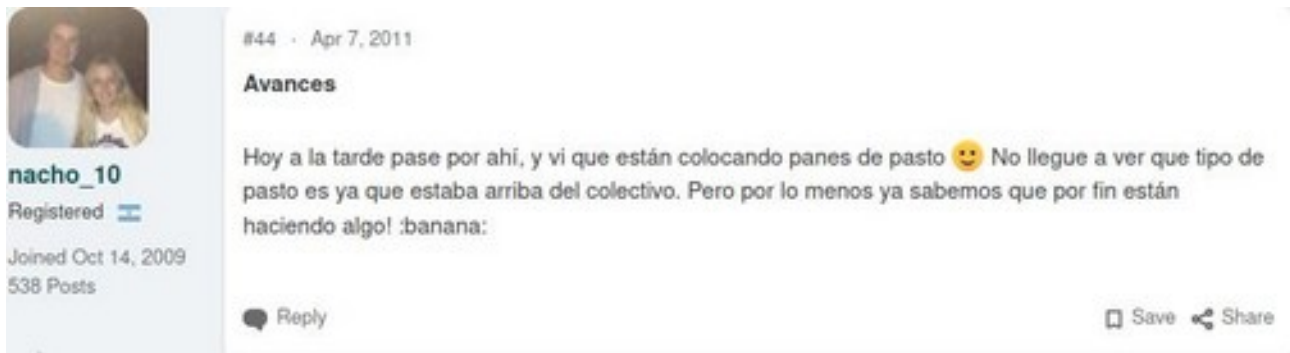 #44 · Apr 7, 2011
Avances
Hoy a la tarde pase por ahí, y vi que están colocando panes de pasto 🙂 No llegue a ver que tipo de
pasto es ya que estaba arriba del colectivo. Pero por lo menos ya sabemos que por fin están
haciendo algo! :banana:
nacho_10
Registered
Joined Oct 14, 2009
538 Posts
Reply
Save
Share